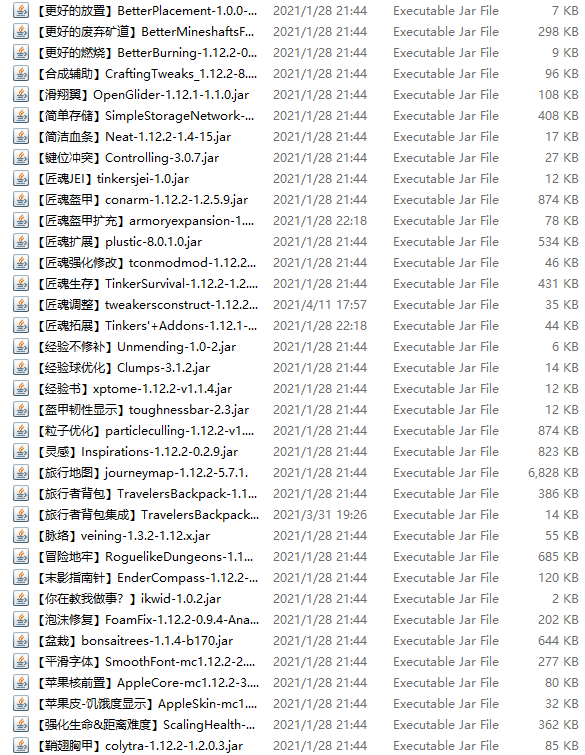 【更好的放置】BetterPlacement-1.0.0-... 2021/1/28 21:44 Executable Jar File 7 KB
【更好的废弃矿道】BetterMineshaftsF... 2021/1/28 21:44 Executable Jar File 298 KB
【更好的燃烧】BetterBurning-1.12.2-0... 2021/1/28 21:44 Executable Jar File 9 KB
【合成辅助】CraftingTweaks_1.12.2-8.... 2021/1/28 21:44 Executable Jar File 96 KB
【滑翔翼】OpenGlider-1.12.1-1.1.0.jar 2021/1/28 21:44 Executable Jar File 108 KB
【简单存储】SimpleStorageNetwork-... 2021/1/28 21:44 Executable Jar File 408 KB
【简洁血条】Neat-1.12.2-1.4-15.jar 2021/1/28 21:44 Executable Jar File 17 KB
【键位冲突】Controlling-3.0.7.jar 2021/1/28 21:44 Executable Jar File 27 KB
【匠魂JEI】tinkersjei-1.0.jar 2021/1/28 21:44 Executable Jar File 12 KB
【匠魂盔甲】conarm-1.12.2-1.2.5.9.jar 2021/1/28 21:44 Executable Jar File 874 KB
【匠魂盔甲扩充】armoryexpansion-1.... 2021/1/28 22:18 Executable Jar File 78 KB
【匠魂扩展】plustic-8.0.1.0.jar 2021/1/28 21:44 Executable Jar File 534 KB
【匠魂强化修改】tconmodmod-1.12.2... 2021/1/28 21:44 Executable Jar File 46 KB
【匠魂生存】TinkerSurvival-1.12.2-1.2.... 2021/1/28 21:44 Executable Jar File 431 KB
【匠魂调整】tweakersconstruct-1.12.2... 2021/4/11 17:57 Executable Jar File 35 KB
【匠魂拓展】Tinkers'+Addons-1.12.1-... 2021/1/28 22:18 Executable Jar File 44 KB
【经验不修补】Unmending-1.0-2.jar 2021/1/28 21:44 Executable Jar File 6 KB
【经验球优化】Clumps-3.1.2.jar 2021/1/28 21:44 Executable Jar File 14 KB
【经验书】xptome-1.12.2-v1.1.4.jar 2021/1/28 21:44 Executable Jar File 12 KB
【盔甲韧性显示】toughnessbar-2.3.jar 2021/1/28 21:44 Executable Jar File 12 KB
【粒子优化】particleculling-1.12.2-v1.... 2021/1/28 21:44 Executable Jar File 874 KB
【灵感】Inspirations-1.12.2-0.2.9.jar 2021/1/28 21:44 Executable Jar File 823 KB
【旅行地图】journeymap-1.12.2-5.7.1. 2021/1/28 21:44 Executable Jar File 6,828 KB
【旅行者背包】TravelersBackpack-1.1... 2021/1/28 21:44 Executable Jar File 386 KB
【旅行者背包集成】TravelersBackpack... 2021/3/31 19:26 Executable Jar File 14 KB
【脉络】veining-1.3.2-1.12.x.jar 2021/1/28 21:44 Executable Jar File 55 KB
【冒险地牢】RoguelikeDungeons-1.1... 2021/1/28 21:44 Executable Jar File 685 KB
【末影指南针】EnderCompass-1.12.2-... 2021/1/28 21:44 Executable Jar File 120 KB
【你在教我做事？】ikwid-1.0.2.jar 2021/1/28 21:44 Executable Jar File 2 KB
【泡沫修复】FoamFix-1.12.2-0.9.4-Ana... 2021/1/28 21:44 Executable Jar File 202 KB
【盆栽】bonsaitrees-1.1.4-b170.jar 2021/1/28 21:44 Executable Jar File 644 KB
【平滑字体】SmoothFont-mc1.12.2-2.... 2021/1/28 21:44 Executable Jar File 277 KB
【苹果核前置】AppleCore-mc1.12.2-3.... 2021/1/28 21:44 Executable Jar File 80 KB
【苹果皮-饥饿度显示】AppleSkin-mc1.... 2021/1/28 21:44 Executable Jar File 32 KB
【强化生命&距离难度】ScalingHealth-... 2021/1/28 21:44 Executable Jar File 362 KB
【鞘翅胸甲】colytra-1.12.2-1.2.0.3.jar 2021/1/28 21:44 Executable Jar File 85 KB